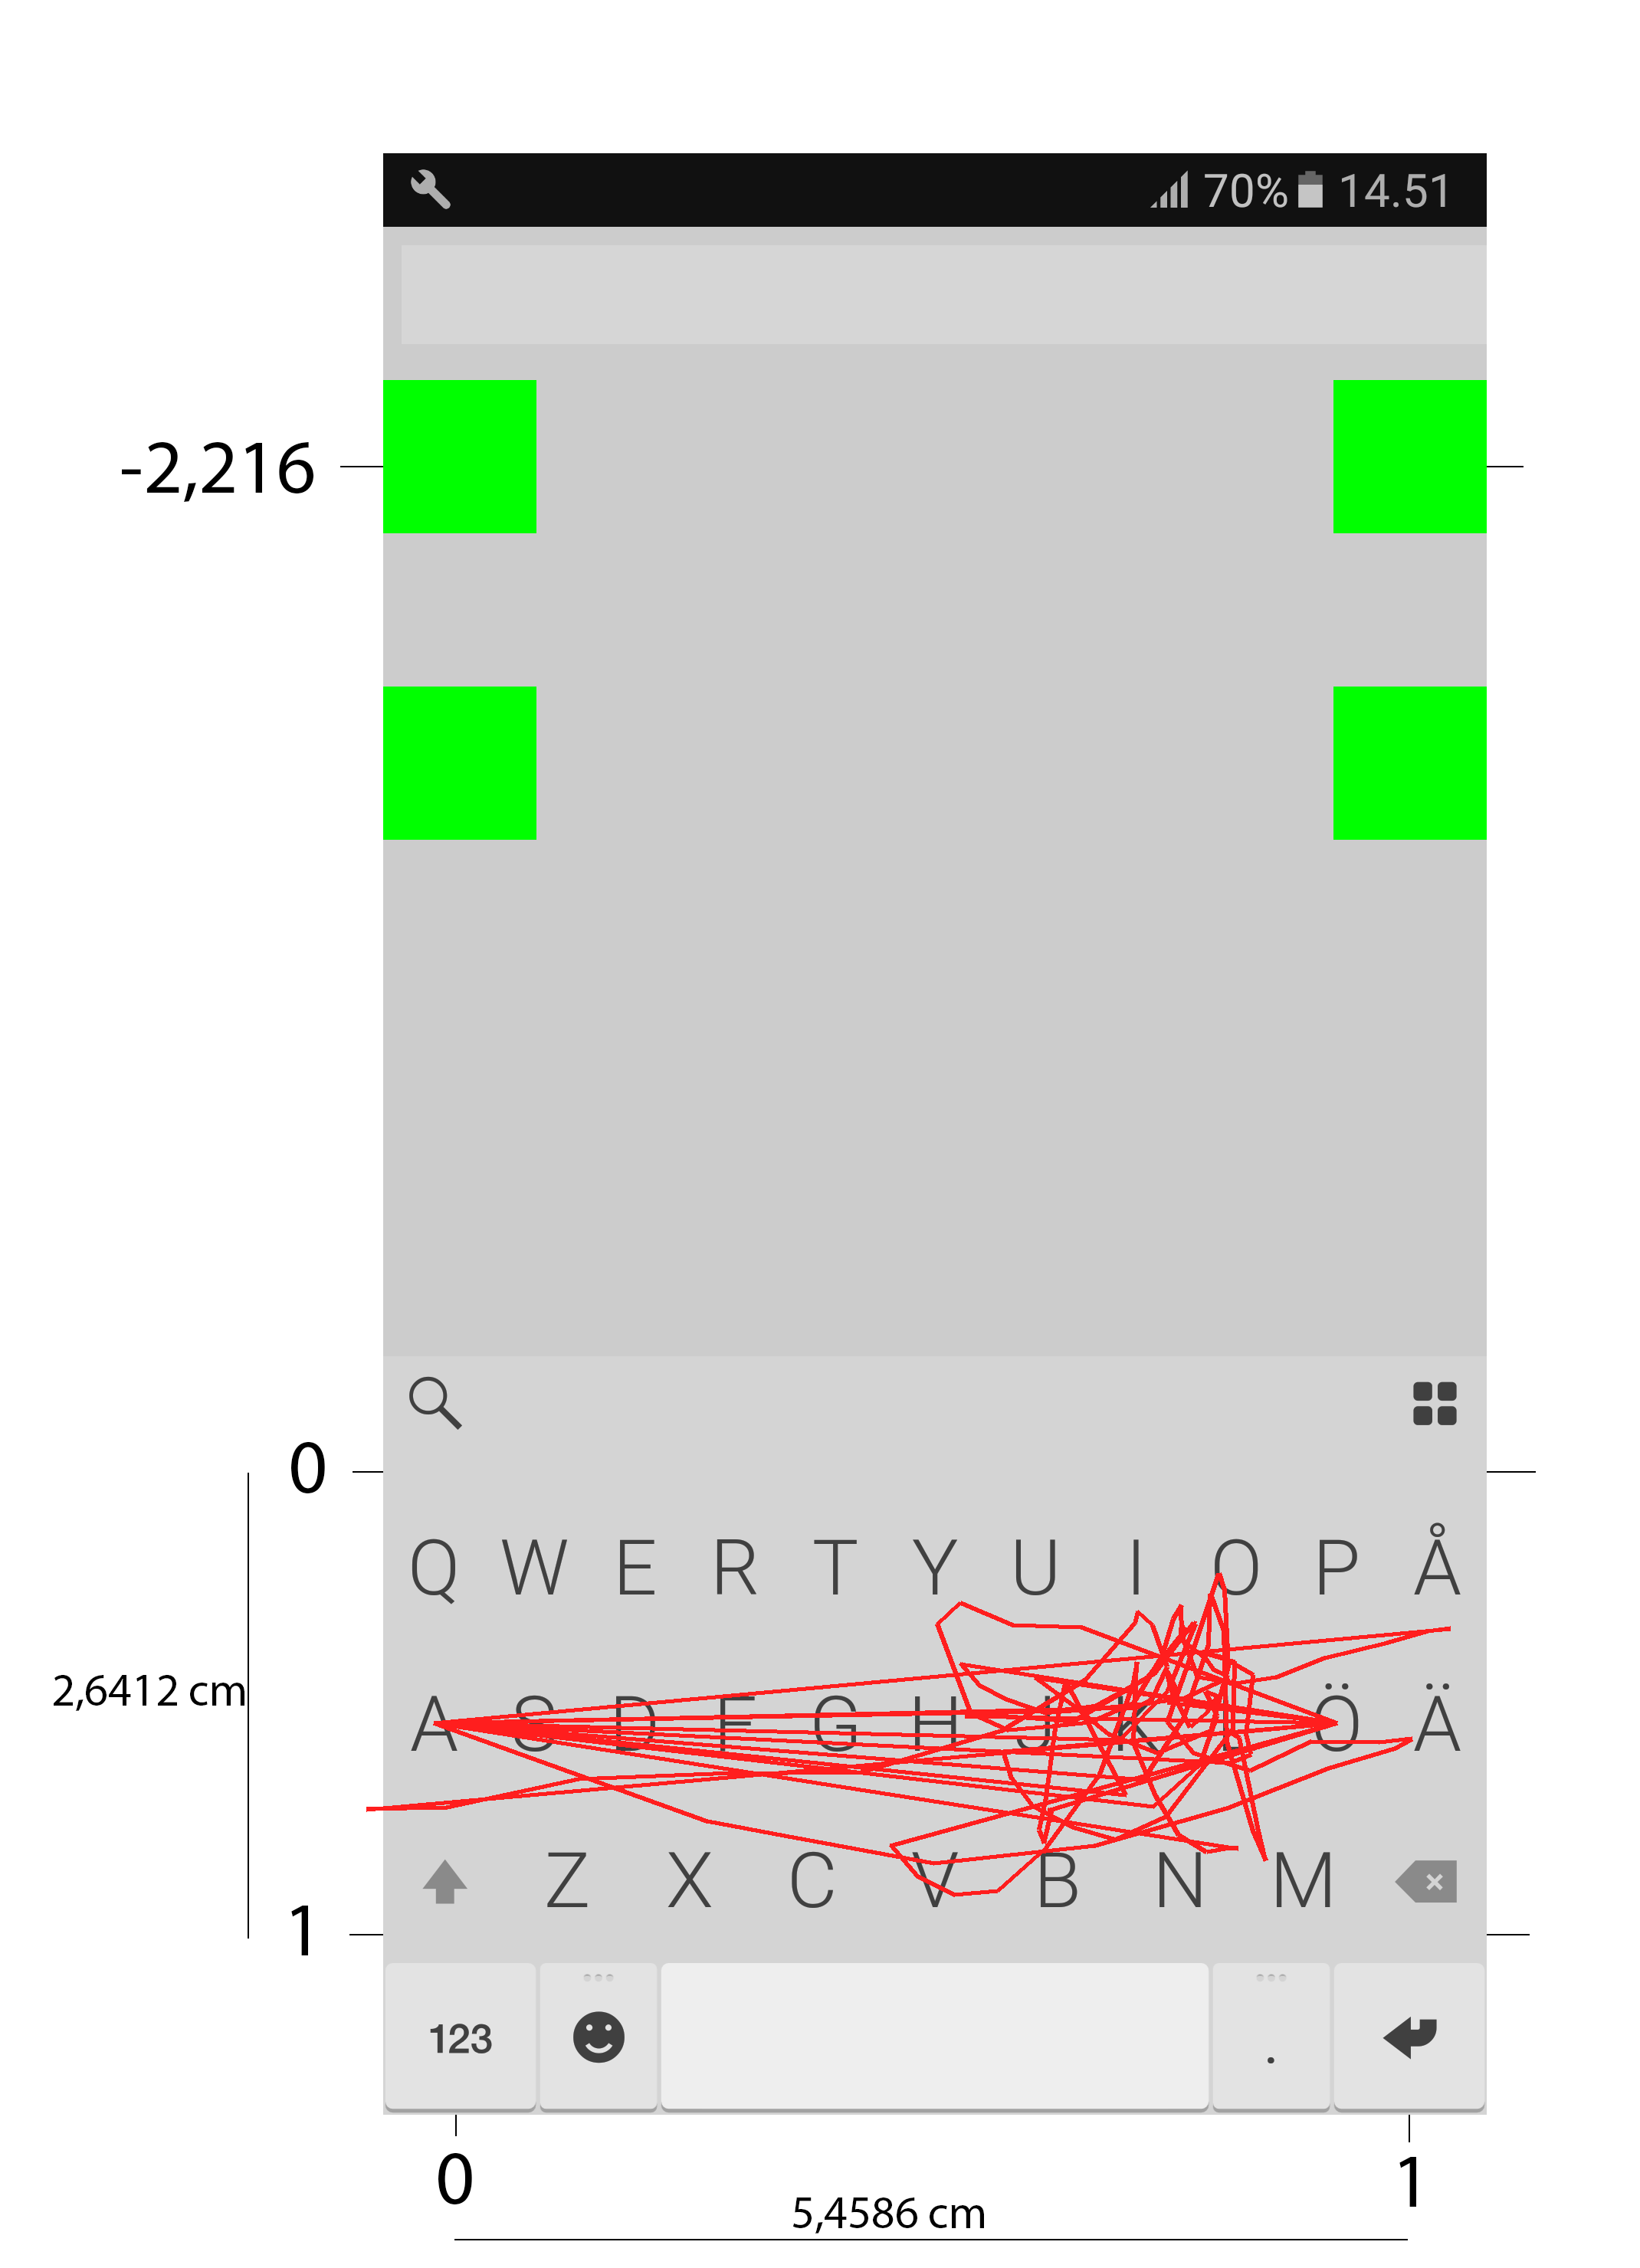 70% 14.51
-2,216
0
Q W E R T Y U I O P Å
2,6412 cm
A S D F G H J K L Ö Ä
Z X C V B N M
1
123 .
0 1
5,4586 cm